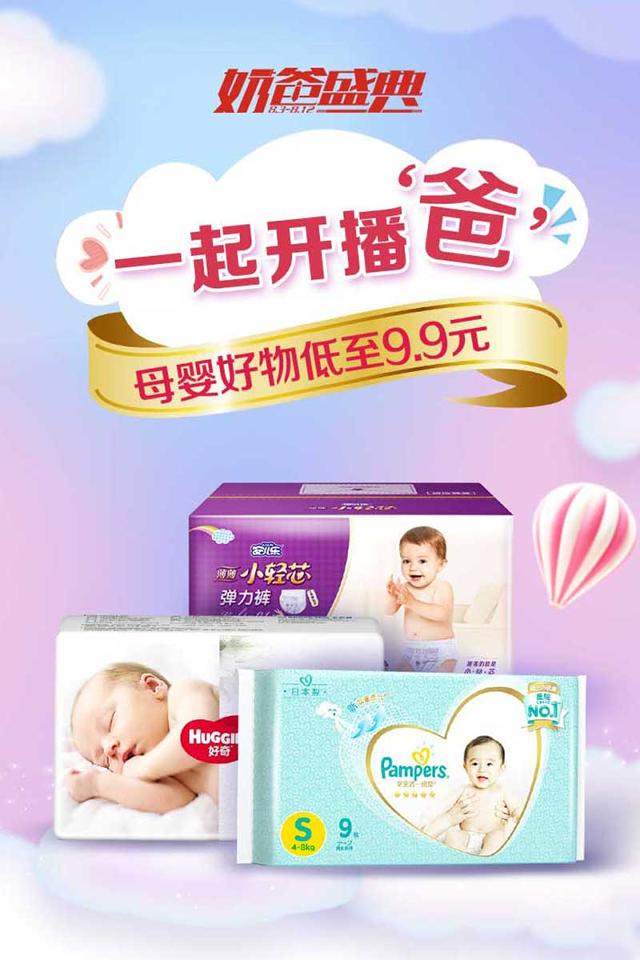 奶爸盛典
8.3-8.12
一起开播‘爸’
母婴好物低至9.9元
安儿乐
薄薄 小轻芯
弹力裤
HUGGIE
好奇
日本製
NO.1
Pampers
S
4-8kg
9